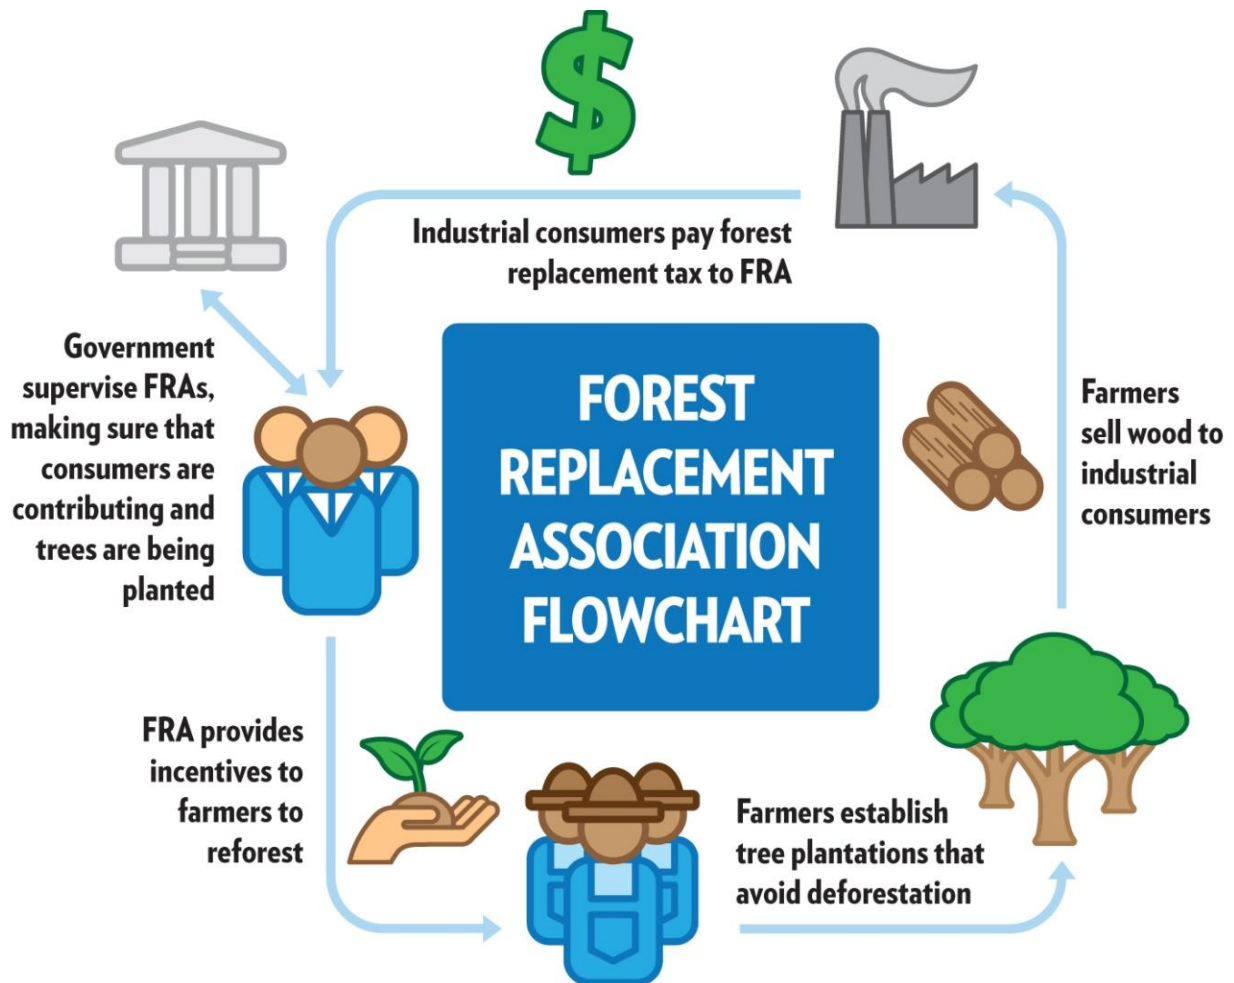 Industrial consumers pay forest
replacement tax to FRA
Government
supervise FRAs,
making sure that
consumers are
contributing and
trees are being
planted
FOREST
REPLACEMENT
ASSOCIATION
FLOWCHART
Farmers
sell wood to
industrial
consumers
FRA provides
incentives to
farmers to
reforest
Farmers establish
tree plantations that
avoid deforestation